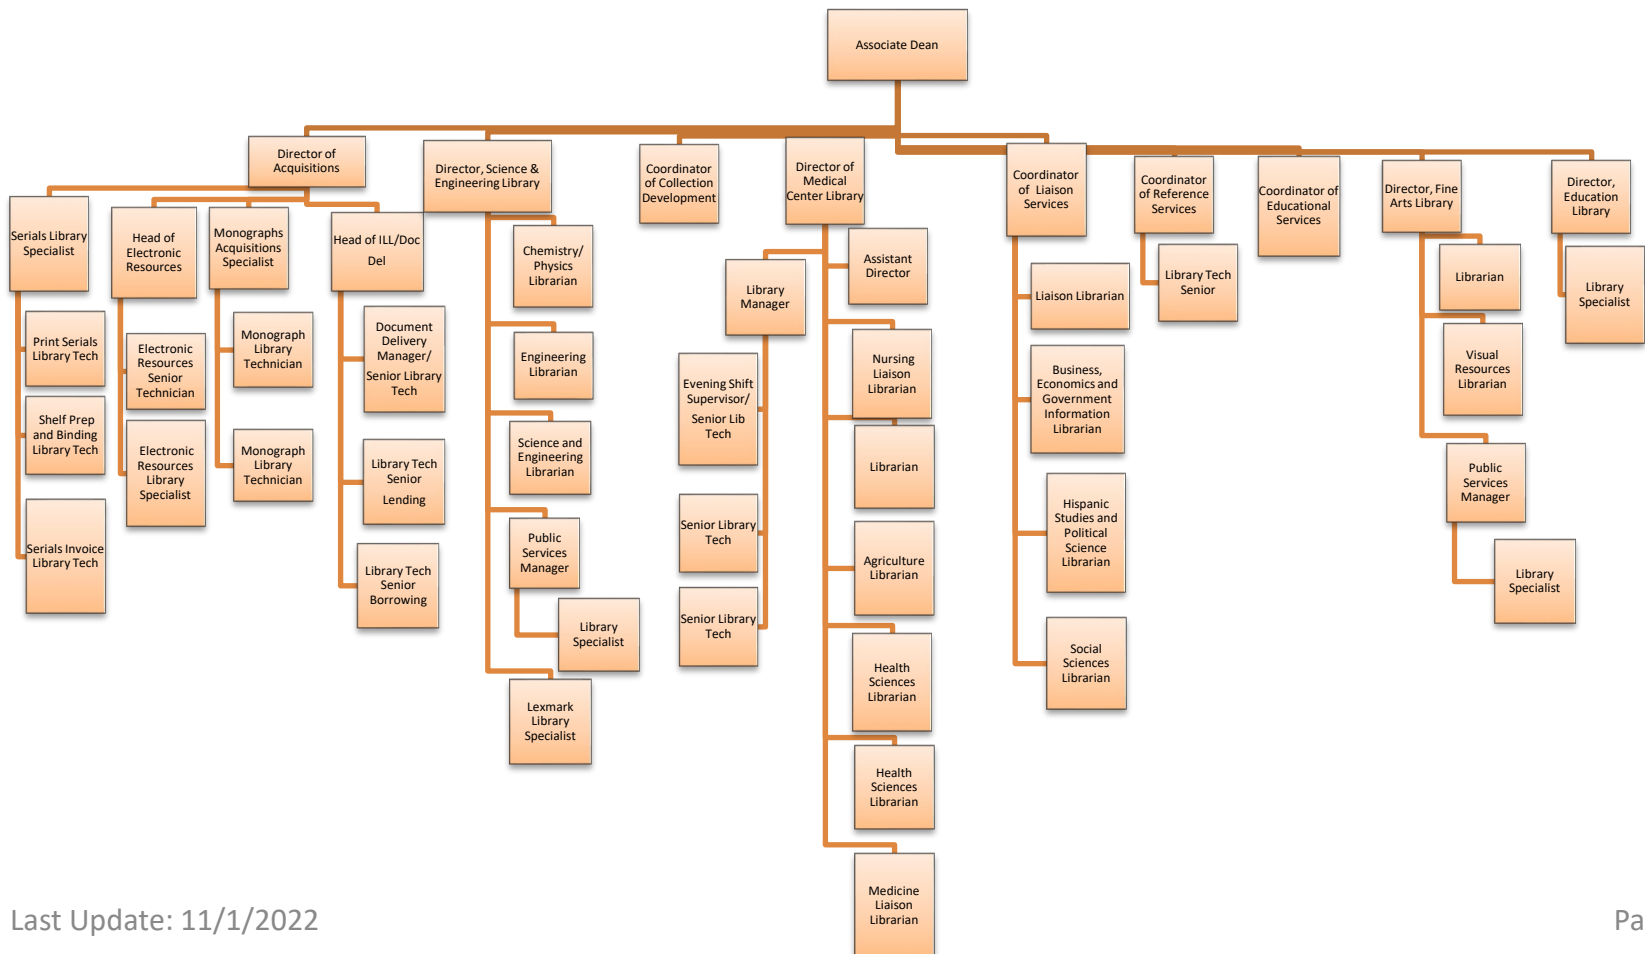 Associate Dean
Director of
Acquisitions
Director, Science &
Engineering Library
Coordinator
of Collection
Development
Director of
Medical
Center Library
Coordinator
of Liaison
Services
Coordinator
of Reference
Services
Coordinator of
Educational
Services
Director, Fine
Arts Library
Director,
Education
Library
Serials Library
Specialist
Head of
Electronic
Resources
Monographs
Acquisitions
Specialist
Head of ILL/Doc
Del
Print Serials
Library Tech
Shelf Prep
and Binding
Library Tech
Serials Invoice
Library Tech
Electronic
Resources
Senior
Technician
Electronic
Resources
Library
Specialist
Monograph
Library
Technician
Monograph
Library
Technician
Document
Delivery
Manager/
Senior Library
Tech
Library Tech
Senior
Lending
Library Tech
Senior
Borrowing
Chemistry/
Physics
Librarian
Engineering
Librarian
Science and
Engineering
Librarian
Public
Services
Manager
Library
Specialist
Lexmark
Library
Specialist
Library
Manager
Evening Shift
Supervisor/
Senior Lib
Tech
Senior Library
Tech
Senior Library
Tech
Assistant
Director
Nursing
Liaison
Librarian
Librarian
Agriculture
Librarian
Health
Sciences
Librarian
Health
Sciences
Librarian
Medicine
Liaison
Librarian
Liaison Librarian
Business,
Economics and
Government
Information
Librarian
Hispanic
Studies and
Political
Science
Librarian
Social
Sciences
Librarian
Library Tech
Senior
Librarian
Visual
Resources
Librarian
Public
Services
Manager
Library
Specialist
Library
Specialist
Last Update: 11/1/2022
Pa